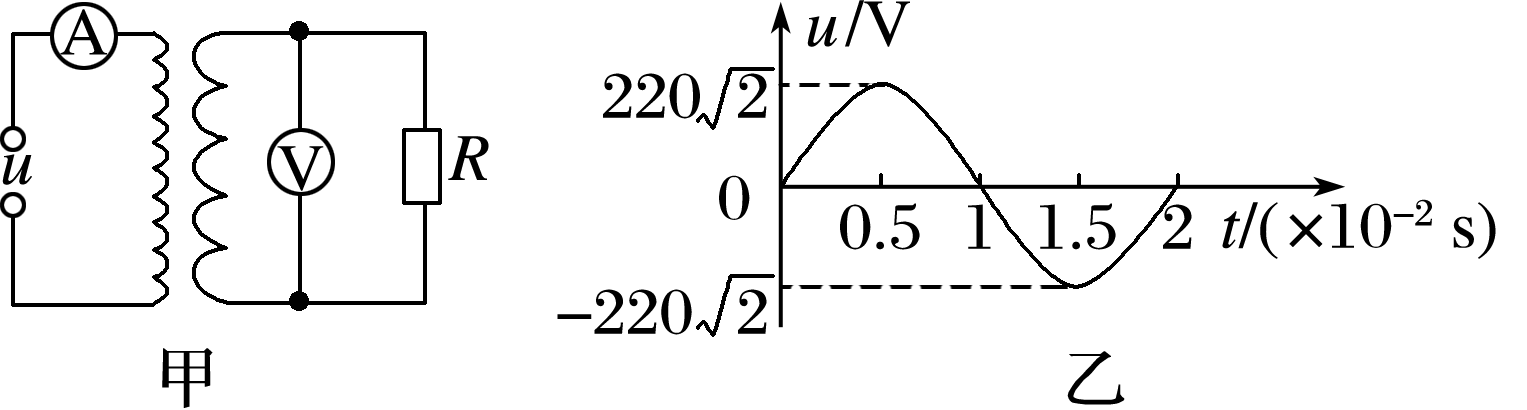 A
u
V
R
甲
u/V
220√2
0
0.5 1 1.5 2 t/(×10⁻² s)
−220√2
乙